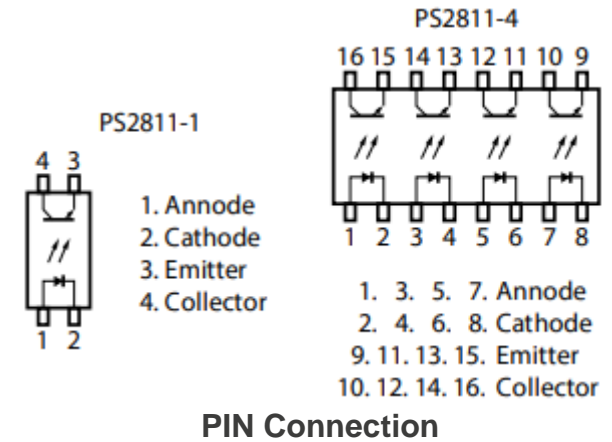 PS2811-4
16 15 14 13 12 11 10 9
PS2811-1
4 3
1. Annode
2. Cathode
3. Emitter
4. Collector
1 2
1 2 3 4 5 6 7 8
1. 3. 5. 7. Annode
2. 4. 6. 8. Cathode
9. 11. 13. 15. Emitter
10. 12. 14. 16. Collector
PIN Connection